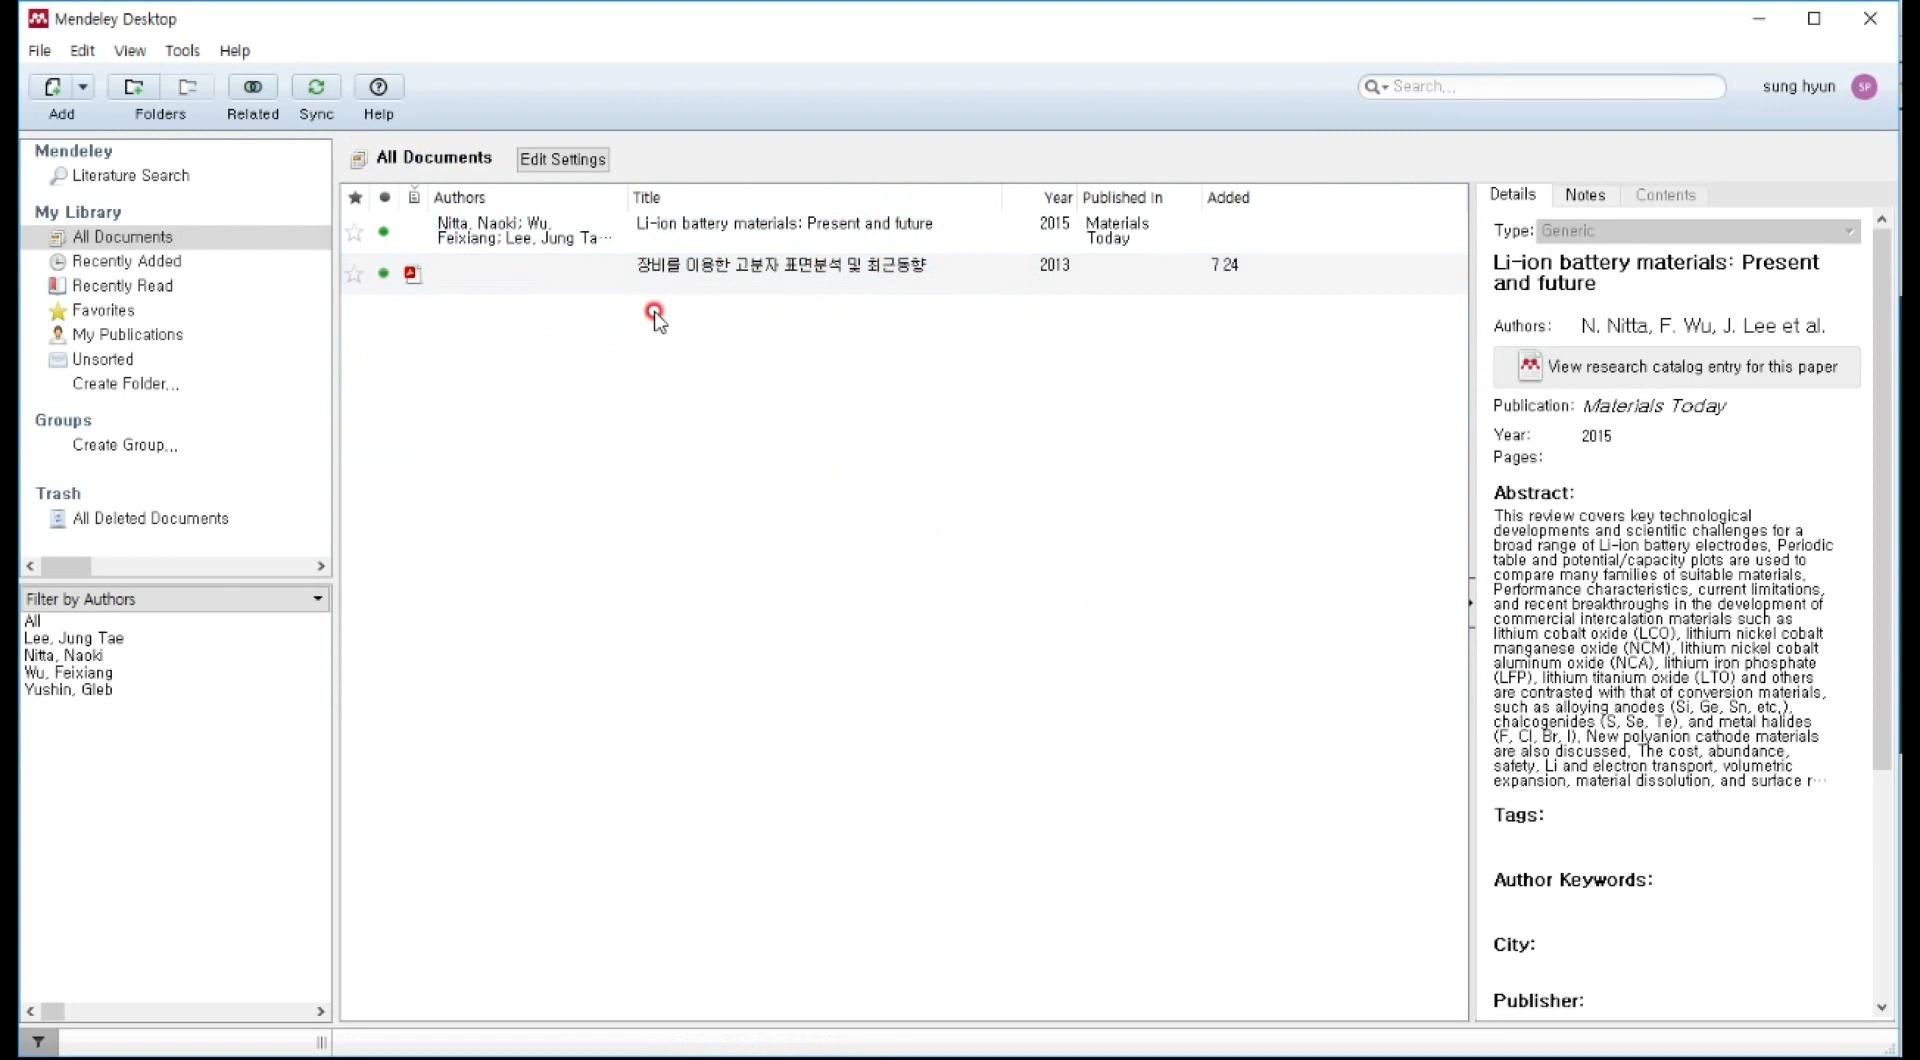 Mendeley Desktop
File Edit View Tools Help
Search...
sung hyun SP
Add Folders Related Sync Help
Mendeley
Literature Search
My Library
All Documents
Recently Added
Recently Read
Favorites
My Publications
Unsorted
Create Folder...
Groups
Create Group...
Trash
All Deleted Documents
Filter by Authors
All
Lee, Jung Tae
Nitta, Naoki
Wu, Feixiang
Yushin, Gleb
All Documents Edit Settings
Authors Title Year Published In Added
Nitta, Naoki; Wu, Li-ion battery materials: Present and future 2015 Materials
Feixiang; Lee, Jung Ta... Today
장비를 이용한 고분자 표면분석 및 최근동향 2013 7 24
Details Notes Contents
Type: Generic
Li-ion battery materials: Present
and future
Authors: N. Nitta, F. Wu, J. Lee et al.
View research catalog entry for this paper
Publication: Materials Today
Year: 2015
Pages:
Abstract:
This review covers key technological
developments and scientific challenges for a
broad range of Li-ion battery electrodes. Periodic
table and potential/capacity plots are used to
compare many families of suitable materials.
Performance characteristics, current limitations,
and recent breakthroughs in the development of
commercial intercalation materials such as
lithium cobalt oxide (LCO), lithium nickel cobalt
manganese oxide (NCM), lithium nickel cobalt
aluminum oxide (NCA), lithium iron phosphate
(LFP), lithium titanium oxide (LTO) and others
are contrasted with that of conversion materials,
such as alloying anodes (Si, Ge, Sn, etc.),
chalcogenides (S, Se, Te), and metal halides
(F, Cl, Br, I). New polyanion cathode materials
are also discussed. The cost, abundance,
safety, Li and electron transport, volumetric
expansion, material dissolution, and surface r...
Tags:
Author Keywords:
City:
Publisher: